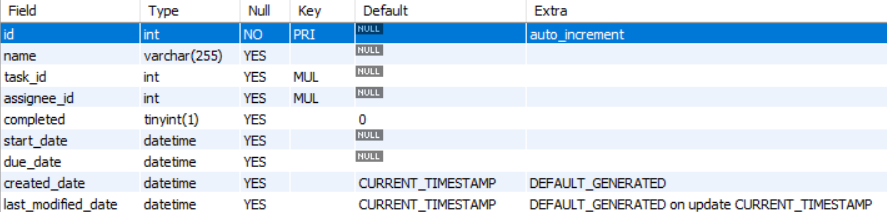 Field Type Null Key Default Extra
id int NO PRI NULL auto_increment
name varchar(255) YES NULL
task_id int YES MUL NULL
assignee_id int YES MUL NULL
completed tinyint(1) YES 0
start_date datetime YES NULL
due_date datetime YES NULL
created_date datetime YES CURRENT_TIMESTAMP DEFAULT_GENERATED
last_modified_date datetime YES CURRENT_TIMESTAMP DEFAULT_GENERATED on update CURRENT_TIMESTAMP